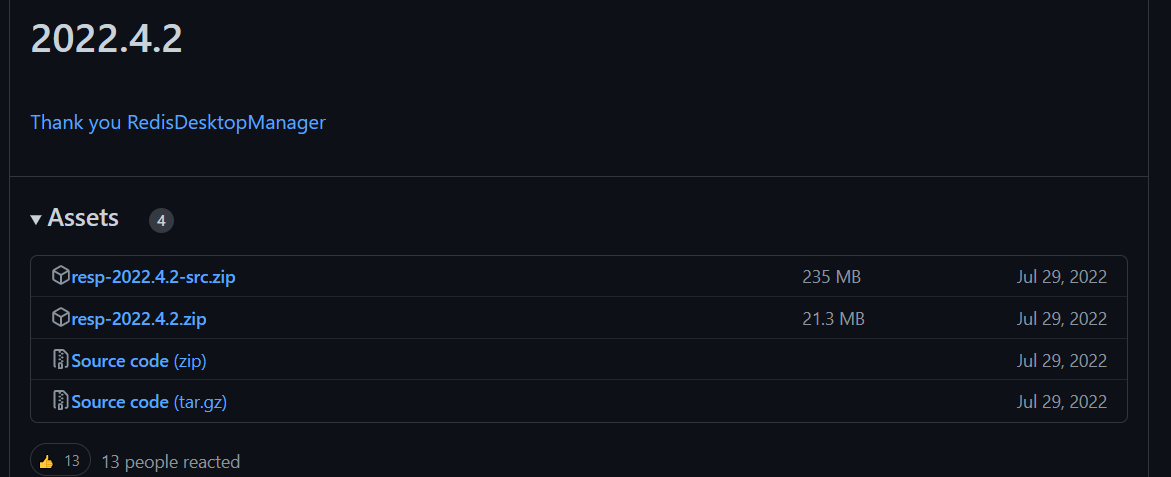 2022.4.2
Thank you RedisDesktopManager
Assets 4
resp-2022.4.2-src.zip 235 MB Jul 29, 2022
resp-2022.4.2.zip 21.3 MB Jul 29, 2022
Source code (zip) Jul 29, 2022
Source code (tar.gz) Jul 29, 2022
13 13 people reacted